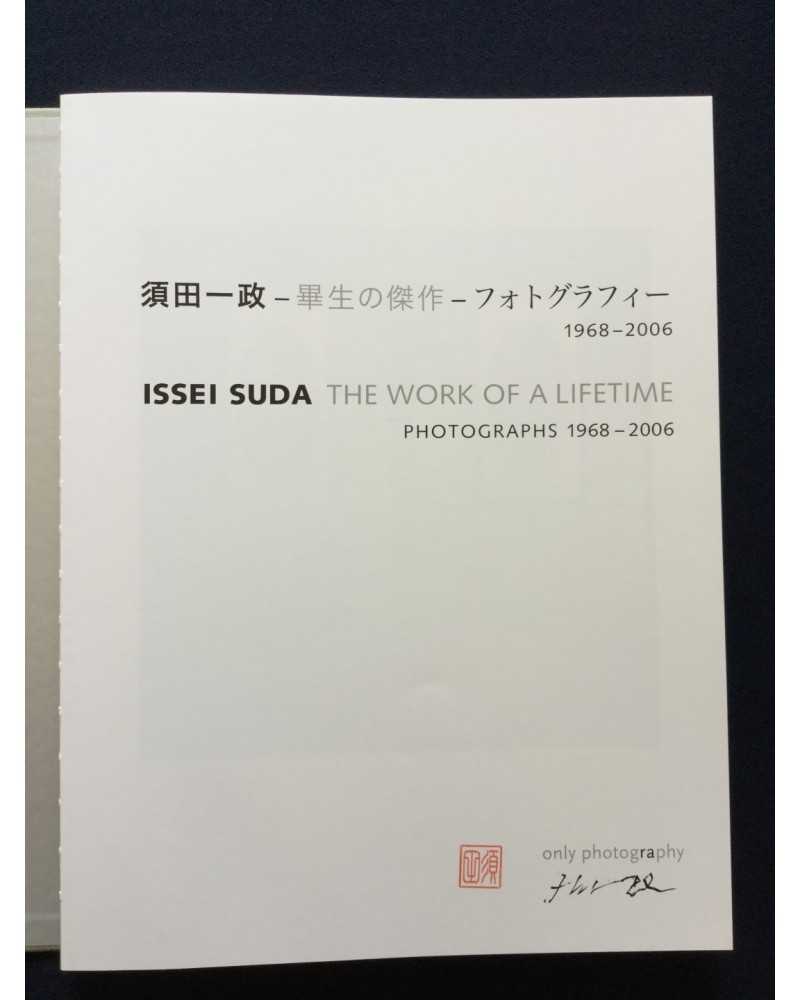 須田一政 – 畢生の傑作 – フォトグラフィー
1968 – 2006
ISSEI SUDA THE WORK OF A LIFETIME
PHOTOGRAPHS 1968 – 2006
only photography